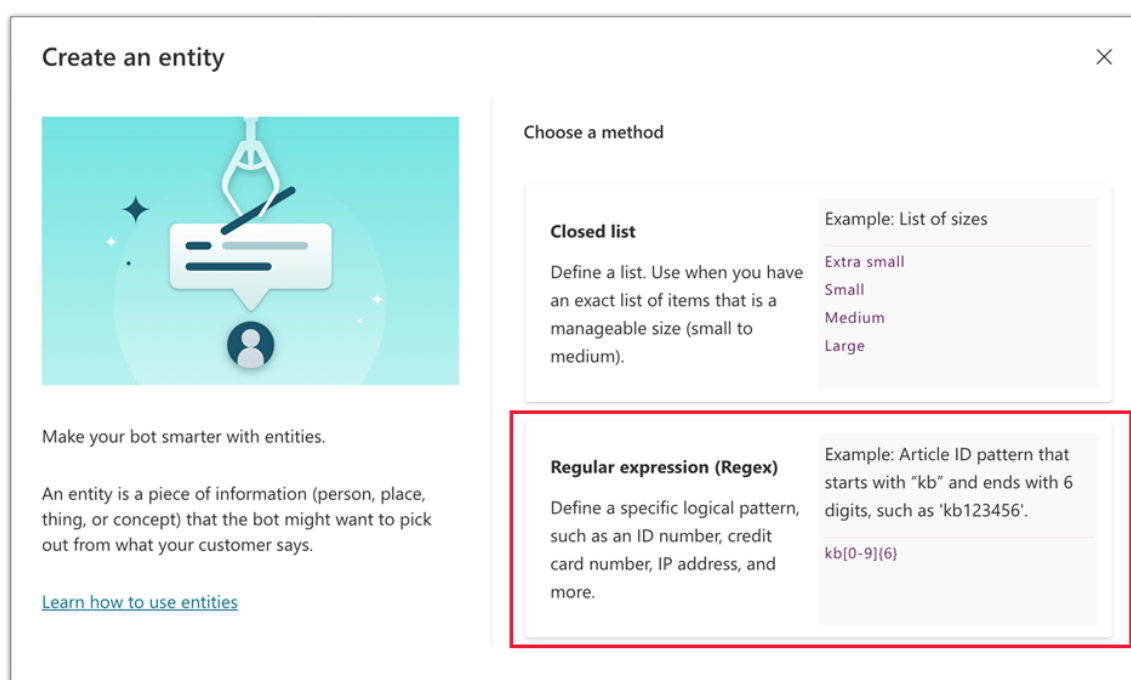 Create an entity
Make your bot smarter with entities.
An entity is a piece of information (person, place,
thing, or concept) that the bot might want to pick
out from what your customer says.
Learn how to use entities
Choose a method
Closed list
Define a list. Use when you have
an exact list of items that is a
manageable size (small to
medium).
Example: List of sizes
Extra small
Small
Medium
Large
Regular expression (Regex)
Define a specific logical pattern,
such as an ID number, credit
card number, IP address, and
more.
Example: Article ID pattern that
starts with ”kb” and ends with 6
digits, such as 'kb123456'.
kb[0-9]{6}